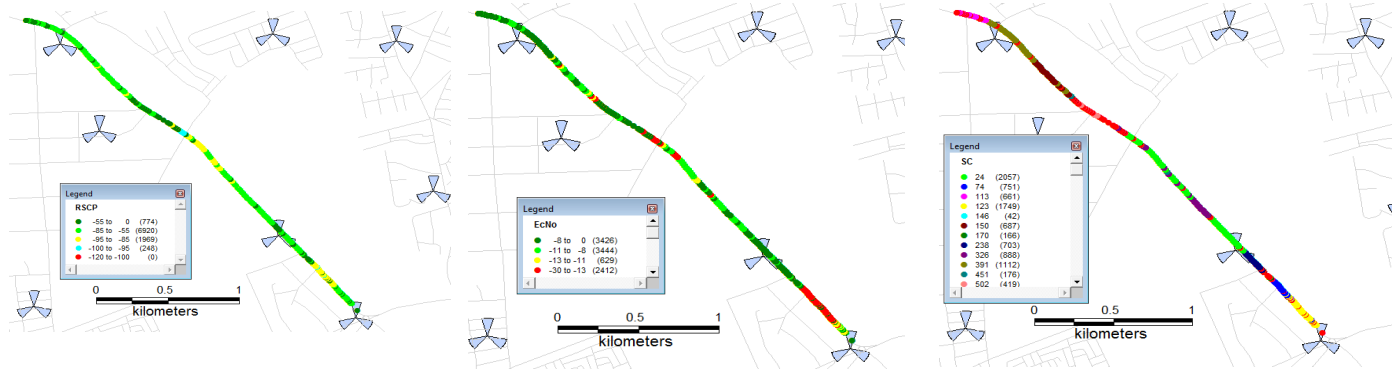 Legend
RSCP
-55 to 0 (774)
-85 to -55 (6920)
-95 to -85 (1969)
-100 to -95 (248)
-120 to -100 (0)
0 0.5 1
kilometers
Legend
EcNo
-8 to 0 (3426)
-11 to -8 (3444)
-13 to -11 (629)
-30 to -13 (2412)
0 0.5 1
kilometers
Legend
SC
24 (2057)
74 (751)
113 (661)
123 (1749)
146 (42)
150 (687)
170 (166)
238 (703)
326 (888)
391 (1112)
451 (176)
502 (419)
0 0.5 1
kilometers